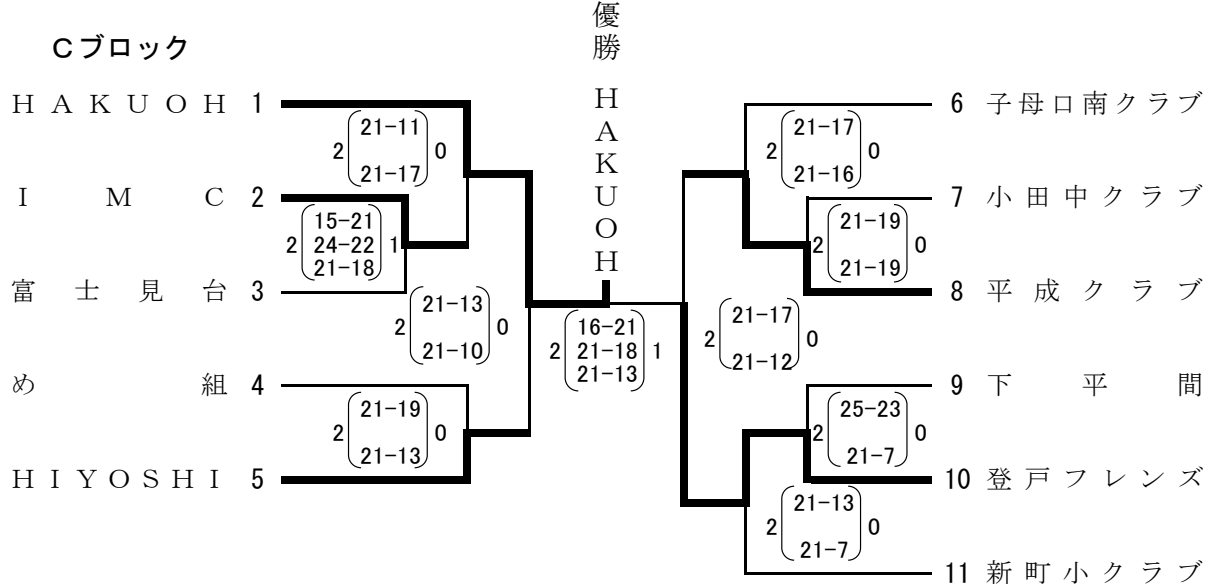 Cブロック
優勝 HAKUOH
HAKUOH 1
2 21-11 0
21-17
IMC 2
15-21
2 24-22 1
21-18
富士見台 3
2 21-13 0
21-10
め組 4
2 21-19 0
21-13
HIYOSHI 5
16-21
2 21-18 1
21-13
6 子母口南クラブ
2 21-17 0
21-16
7 小田中クラブ
2 21-19 0
21-19
8 平成クラブ
2 21-17 0
21-12
9 下平間
2 25-23 0
21-7
10 登戸フレンズ
2 21-13 0
21-7
11 新町小クラブ